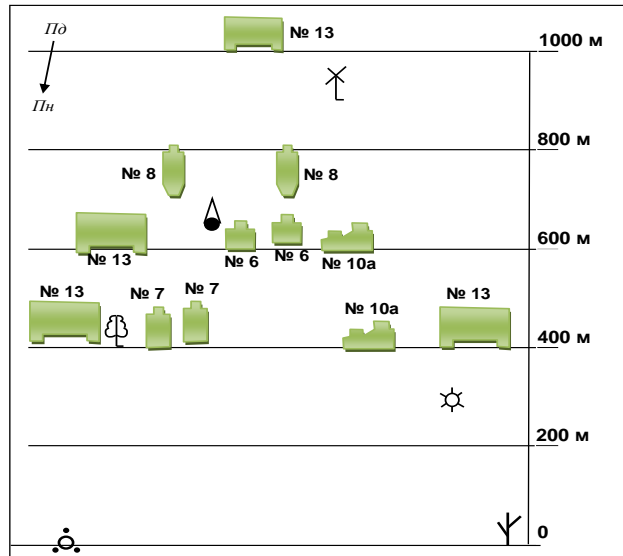 Пд
Пн
№ 13
1000 м
800 м
№ 8
№ 8
600 м
№ 13
№ 6
№ 6
№ 10а
№ 13
№ 7
№ 7
№ 10а
№ 13
400 м
200 м
0